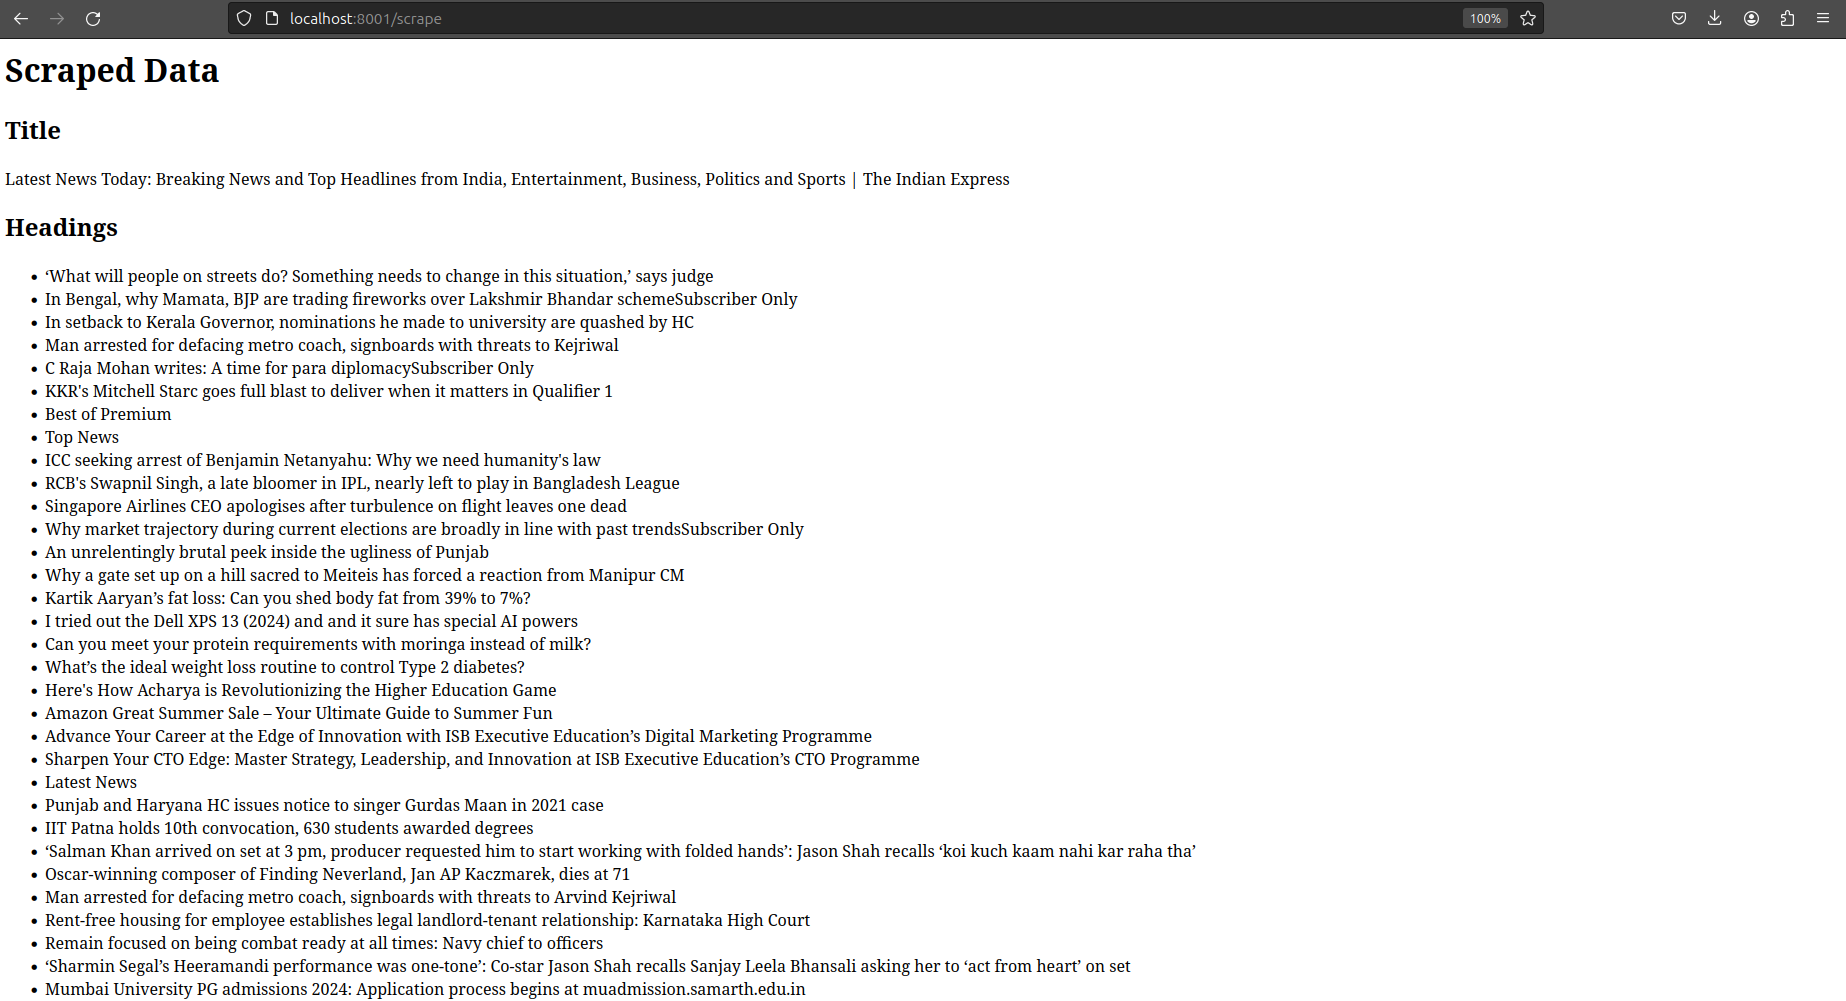 localhost:8001/scrape
100%
Scraped Data
Title
Latest News Today: Breaking News and Top Headlines from India, Entertainment, Business, Politics and Sports | The Indian Express
Headings
‘What will people on streets do? Something needs to change in this situation,’ says judge
In Bengal, why Mamata, BJP are trading fireworks over Lakshmir Bhandar schemeSubscriber Only
In setback to Kerala Governor, nominations he made to university are quashed by HC
Man arrested for defacing metro coach, signboards with threats to Kejriwal
C Raja Mohan writes: A time for para diplomacySubscriber Only
KKR's Mitchell Starc goes full blast to deliver when it matters in Qualifier 1
Best of Premium
Top News
ICC seeking arrest of Benjamin Netanyahu: Why we need humanity's law
RCB's Swapnil Singh, a late bloomer in IPL, nearly left to play in Bangladesh League
Singapore Airlines CEO apologises after turbulence on flight leaves one dead
Why market trajectory during current elections are broadly in line with past trendsSubscriber Only
An unrelentingly brutal peek inside the ugliness of Punjab
Why a gate set up on a hill sacred to Meiteis has forced a reaction from Manipur CM
Kartik Aaryan’s fat loss: Can you shed body fat from 39% to 7%?
I tried out the Dell XPS 13 (2024) and and it sure has special AI powers
Can you meet your protein requirements with moringa instead of milk?
What’s the ideal weight loss routine to control Type 2 diabetes?
Here's How Acharya is Revolutionizing the Higher Education Game
Amazon Great Summer Sale – Your Ultimate Guide to Summer Fun
Advance Your Career at the Edge of Innovation with ISB Executive Education’s Digital Marketing Programme
Sharpen Your CTO Edge: Master Strategy, Leadership, and Innovation at ISB Executive Education’s CTO Programme
Latest News
Punjab and Haryana HC issues notice to singer Gurdas Maan in 2021 case
IIT Patna holds 10th convocation, 630 students awarded degrees
‘Salman Khan arrived on set at 3 pm, producer requested him to start working with folded hands’: Jason Shah recalls ‘koi kuch kaam nahi kar raha tha’
Oscar-winning composer of Finding Neverland, Jan AP Kaczmarek, dies at 71
Man arrested for defacing metro coach, signboards with threats to Arvind Kejriwal
Rent-free housing for employee establishes legal landlord-tenant relationship: Karnataka High Court
Remain focused on being combat ready at all times: Navy chief to officers
‘Sharmin Segal’s Heeramandi performance was one-tone’: Co-star Jason Shah recalls Sanjay Leela Bhansali asking her to ‘act from heart’ on set
Mumbai University PG admissions 2024: Application process begins at muadmission.samarth.edu.in